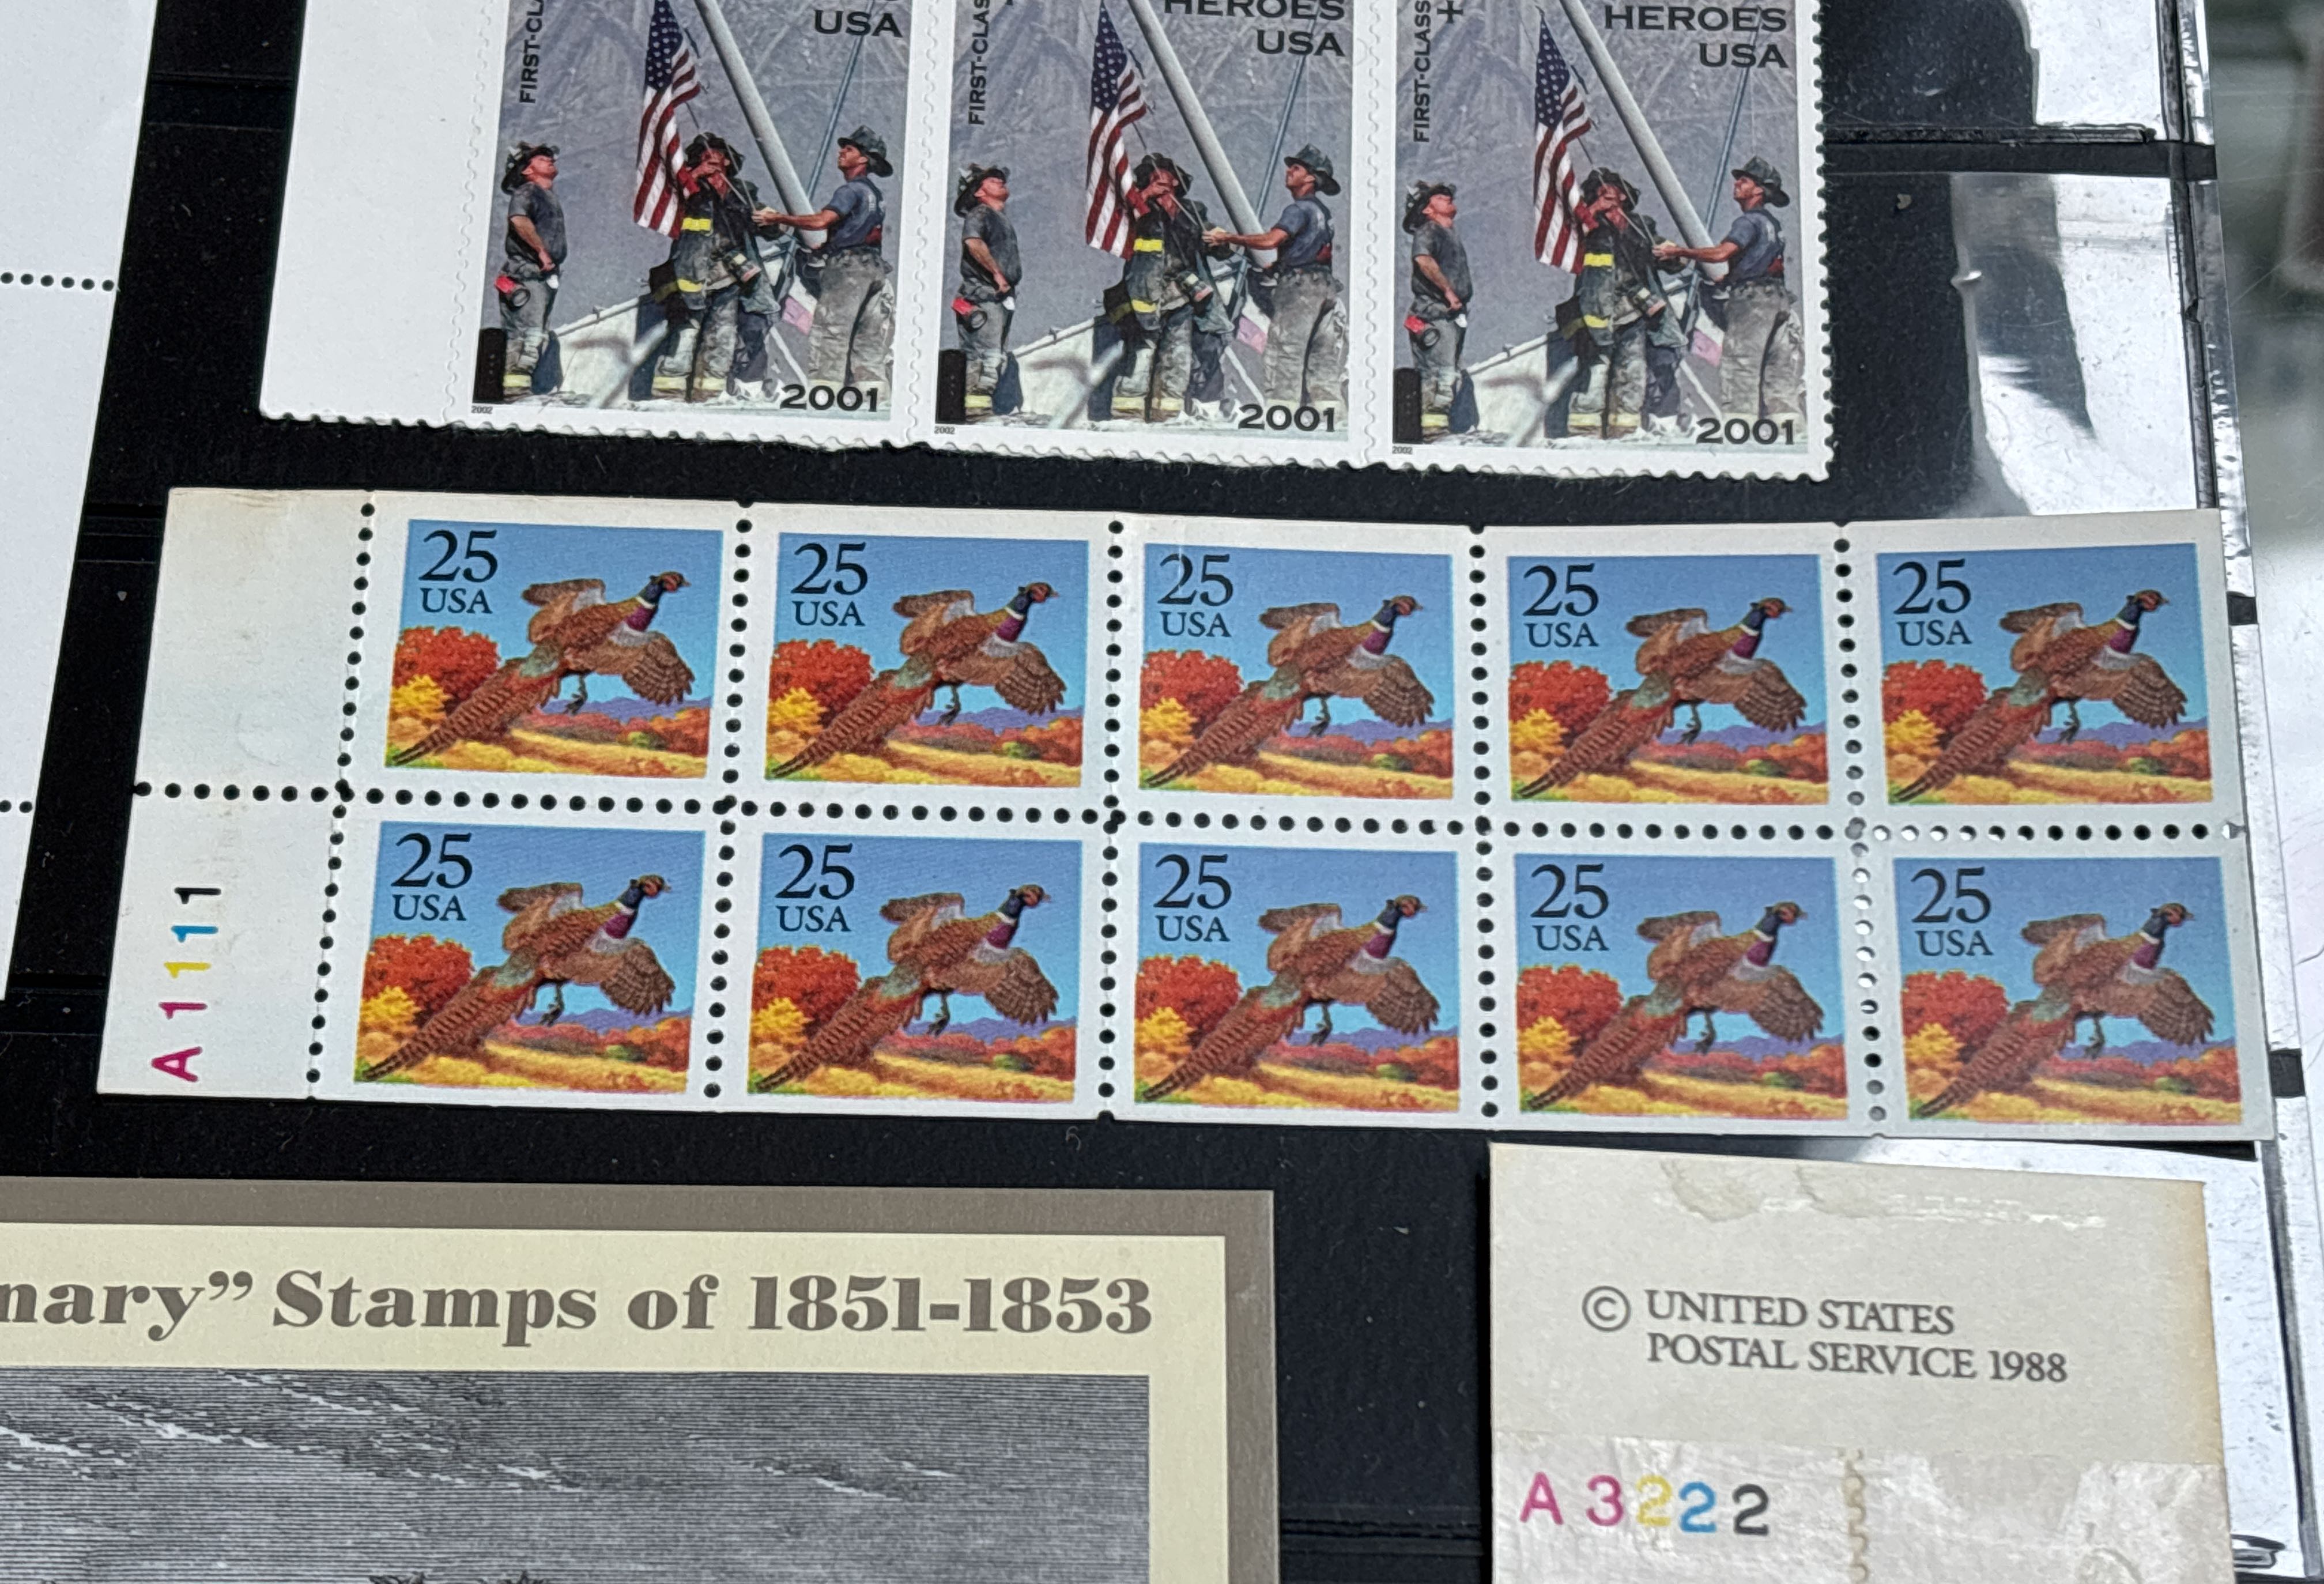 FIRST-CL
USA
2001
2002
FIRST-CLAS
HEROES
USA
2001
2002
FIRST-CLASS
+
HEROES
USA
2001
2002
25
USA
25
USA
25
USA
25
USA
25
USA
25
USA
25
USA
25
USA
25
USA
25
USA
A1111
nary” Stamps of 1851-1853
© UNITED STATES
POSTAL SERVICE 1988
A3222